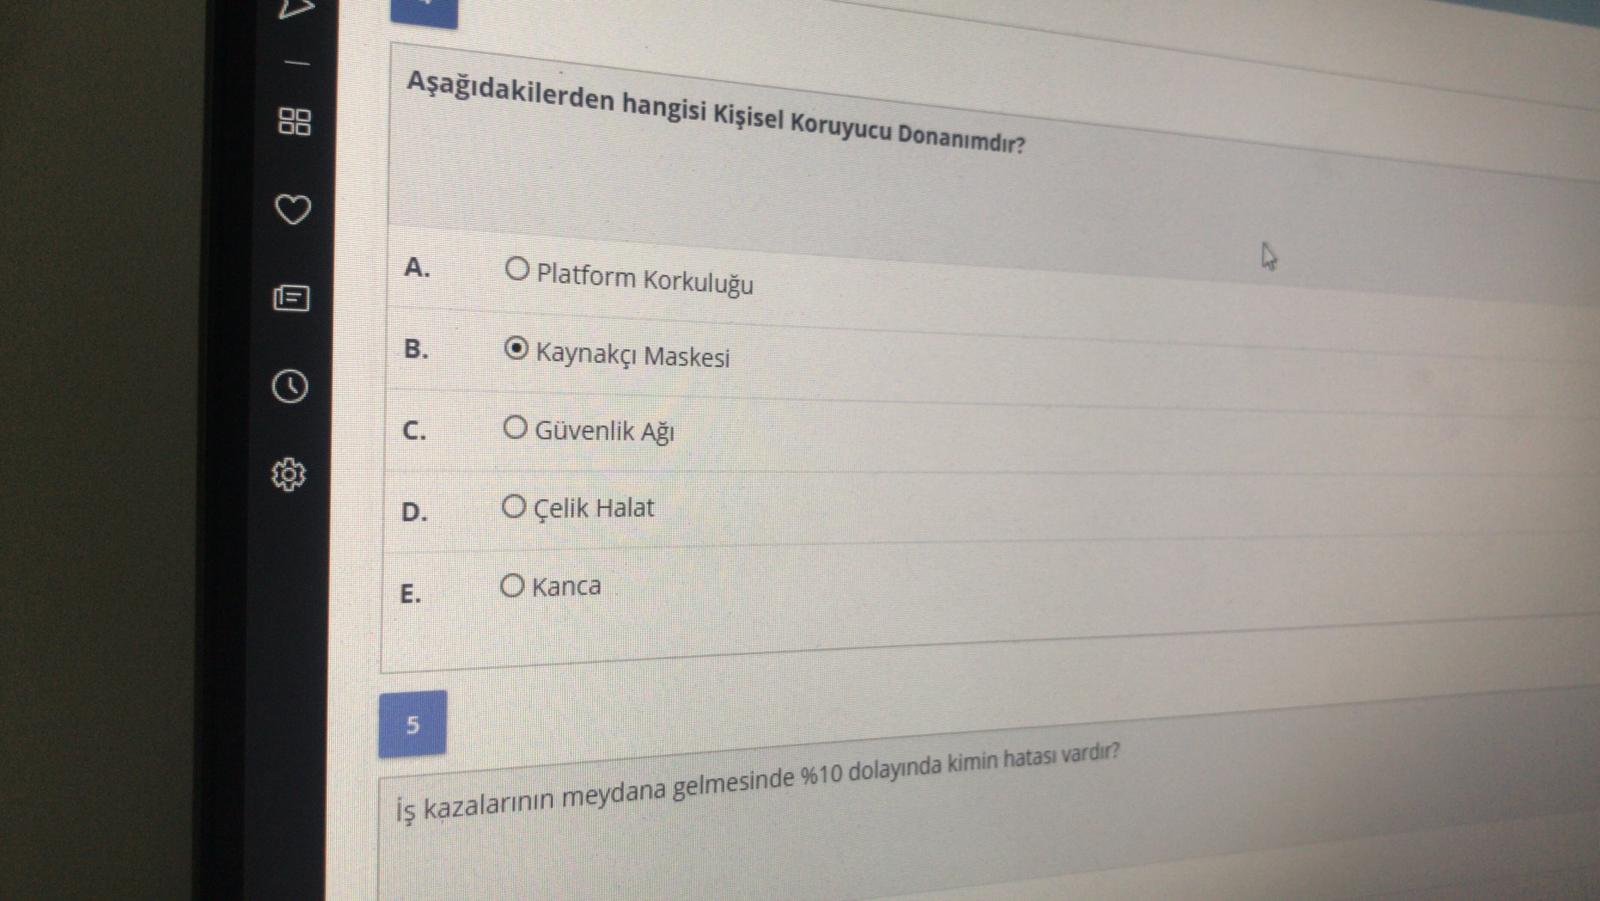 Aşağıdakilerden hangisi Kişisel Koruyucu Donanımdır?
A. Platform Korkuluğu
B. Kaynakçı Maskesi
C. Güvenlik Ağı
D. Çelik Halat
E. Kanca
5
İş kazalarının meydana gelmesinde %10 dolayında kimin hatası vardır?